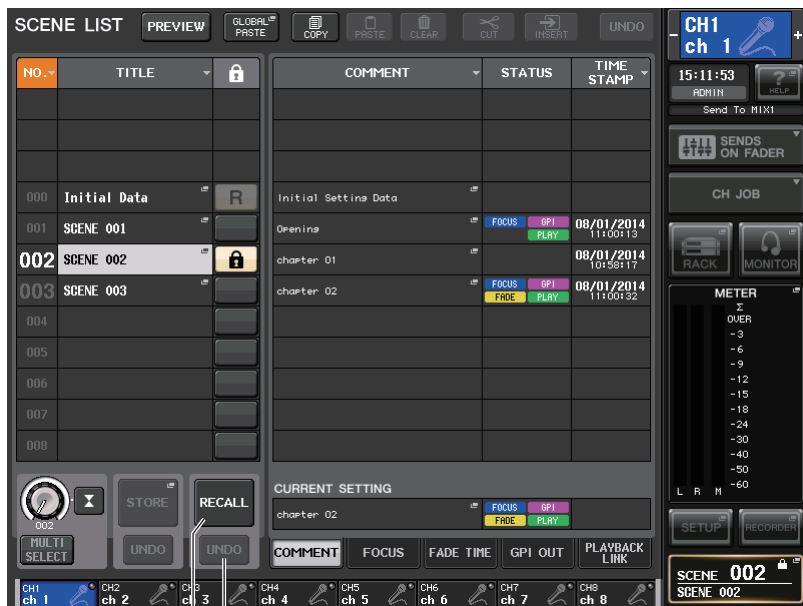 SCENE LIST PREVIEW GLOBAL PASTE COPY PASTE CLEAR CUT INSERT UNDO
CH1
- ch 1 +
NO. TITLE COMMENT STATUS TIME STAMP
15:11:53
ADMIN
? HELP
Send To MIX1
SENDS ON FADER
CH JOB
000 Initial Data R Initial Setting Data
001 SCENE 001 Opening FOCUS GPI PLAY 08/01/2014 11:00:13
002 SCENE 002 chapter 01 08/01/2014 10:58:17
003 SCENE 003 chapter 02 FOCUS GPI FADE PLAY 08/01/2014 11:00:32
004
005
006
007
008
RACK MONITOR
METER
Σ
OVER
-3
-6
-9
-12
-15
-18
-24
-30
-40
-50
-60
L R M
002
MULTI SELECT
STORE
UNDO
RECALL
UNDO
CURRENT SETTING
chapter 02 FOCUS GPI FADE PLAY
COMMENT FOCUS FADE TIME GPI OUT PLAYBACK LINK
SETUP RECORDER
SCENE 002
SCENE 002
CH1 CH2 CH3 CH4 CH5 CH6 CH7 CH8
ch 1 ch 2 ch 3 ch 4 ch 5 ch 6 ch 7 ch 8